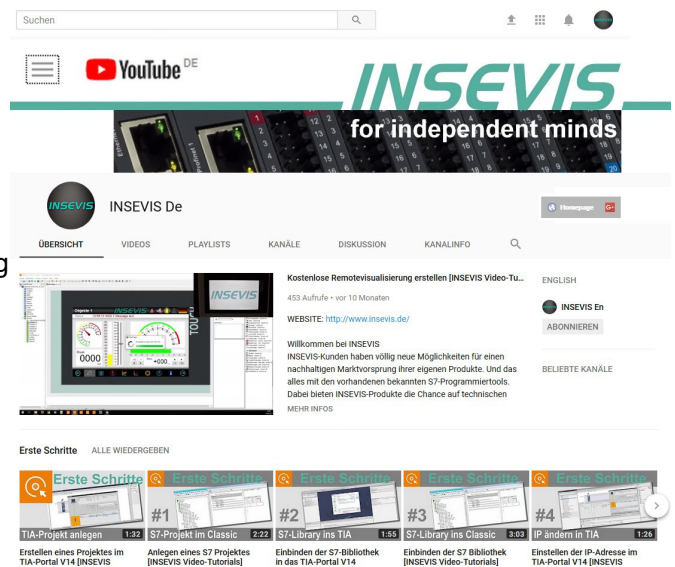 Suchen
YouTube DE
INSEVIS
for independent minds
INSEVIS
INSEVIS De
Homepage G+
ÜBERSICHT VIDEOS PLAYLISTS KANÄLE DISKUSSION KANALINFO
g
INSEVIS
Kostenlose Remotevisualisierung erstellen [INSEVIS Video-Tu...
453 Aufrufe • vor 10 Monaten
WEBSITE: http://www.insevis.de/
Willkommen bei INSEVIS
INSEVIS-Kunden haben völlig neue Möglichkeiten für einen
nachhaltigen Marktvorsprung ihrer eigenen Produkte. Und das
alles mit den vorhandenen bekannten S7-Programmiertools.
Dabei bieten INSEVIS-Produkte die Chance auf technischen
MEHR INFOS
ENGLISH
INSEVIS En
ABONNIEREN
BELIEBTE KANÄLE
INSEVIS
0000
+000.
Erste Schritte ALLE WIEDERGEBEN
Erste Schritte
TIA-Projekt anlegen 1:32
Erstellen eines Projektes im
TIA-Portal V14 [INSEVIS
Erste Schritte
#1
S7-Projekt im Classic 2:22
Anlegen eines S7 Projektes
[INSEVIS Video-Tutorials]
Erste Schritte
#2
S7-Library ins TIA 1:55
Einbinden der S7-Bibliothek
in das TIA-Portal V14
Erste Schritte
#3
S7-Library ins Classic 3:03
Einbinden der S7 Bibliothek
[INSEVIS Video-Tutorials]
Erste Schritte
#4
IP ändern in TIA 1:26
Einstellen der IP-Adresse im
TIA-Portal V14 [INSEVIS